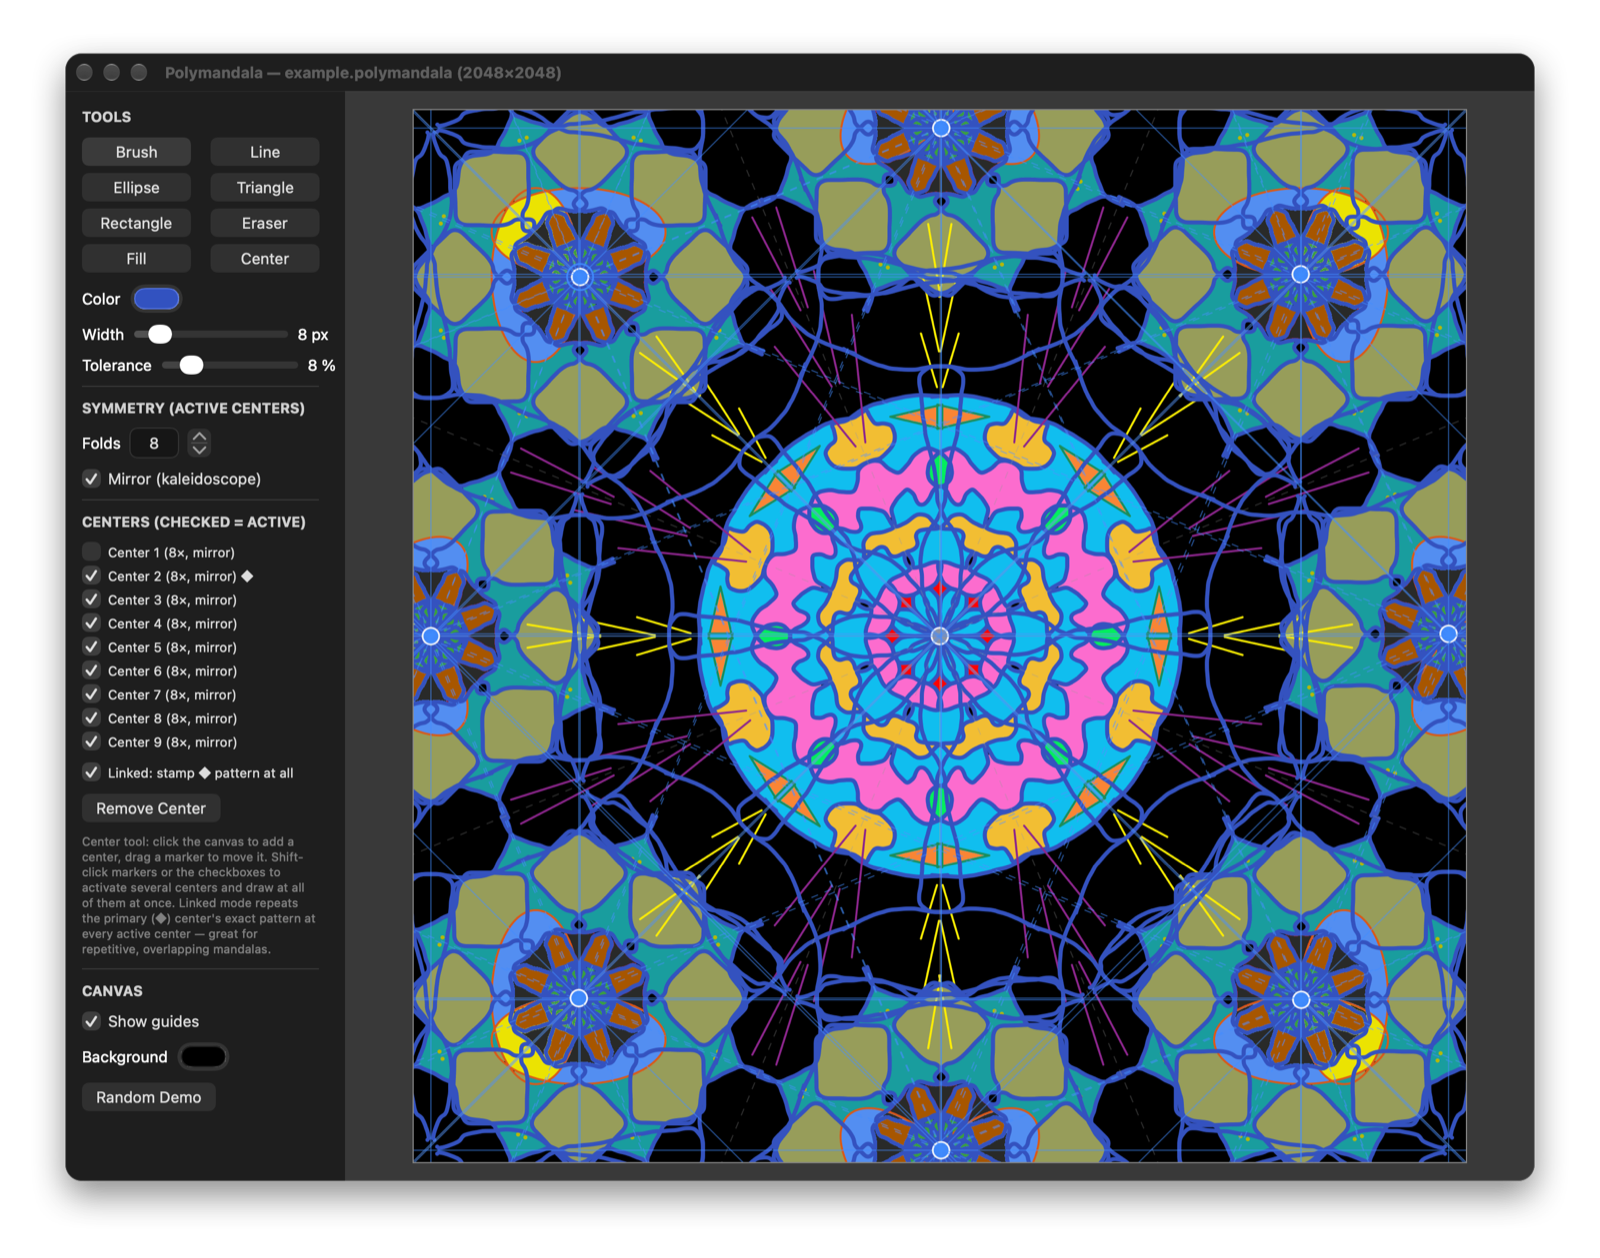 Polymandala — example.polymandala (2048×2048)
TOOLS
Brush
Line
Ellipse
Triangle
Rectangle
Eraser
Fill
Center
Color
Width
8 px
Tolerance
8 %
SYMMETRY (ACTIVE CENTERS)
Folds
8
Mirror (kaleidoscope)
CENTERS (CHECKED = ACTIVE)
Center 1 (8×, mirror)
Center 2 (8×, mirror) ◆
Center 3 (8×, mirror)
Center 4 (8×, mirror)
Center 5 (8×, mirror)
Center 6 (8×, mirror)
Center 7 (8×, mirror)
Center 8 (8×, mirror)
Center 9 (8×, mirror)
Linked: stamp ◆ pattern at all
Remove Center
Center tool: click the canvas to add a
center, drag a marker to move it. Shift-
click markers or the checkboxes to
activate several centers and draw at all
of them at once. Linked mode repeats
the primary (◆) center's exact pattern at
every active center — great for
repetitive, overlapping mandalas.
CANVAS
Show guides
Background
Random Demo